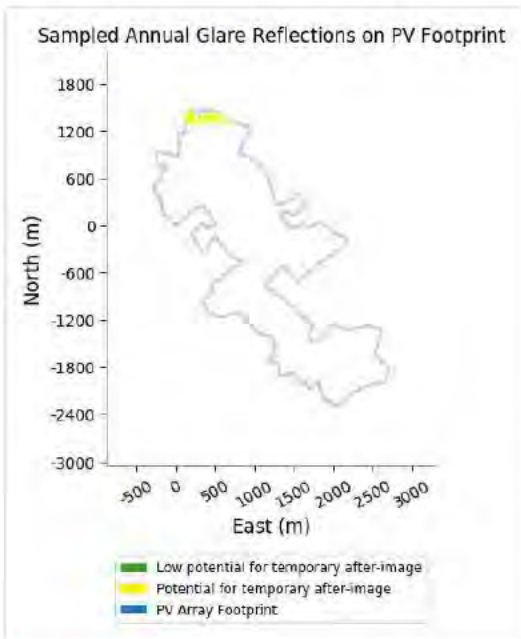 Sampled Annual Glare Reflections on PV Footprint
1800
1200
600
0
-600
-1200
-1800
-2400
-3000
North (m)
-500
0
500
1000
1500
2000
2500
3000
East (m)
Low potential for temporary after-image
Potential for temporary after-image
PV Array Footprint